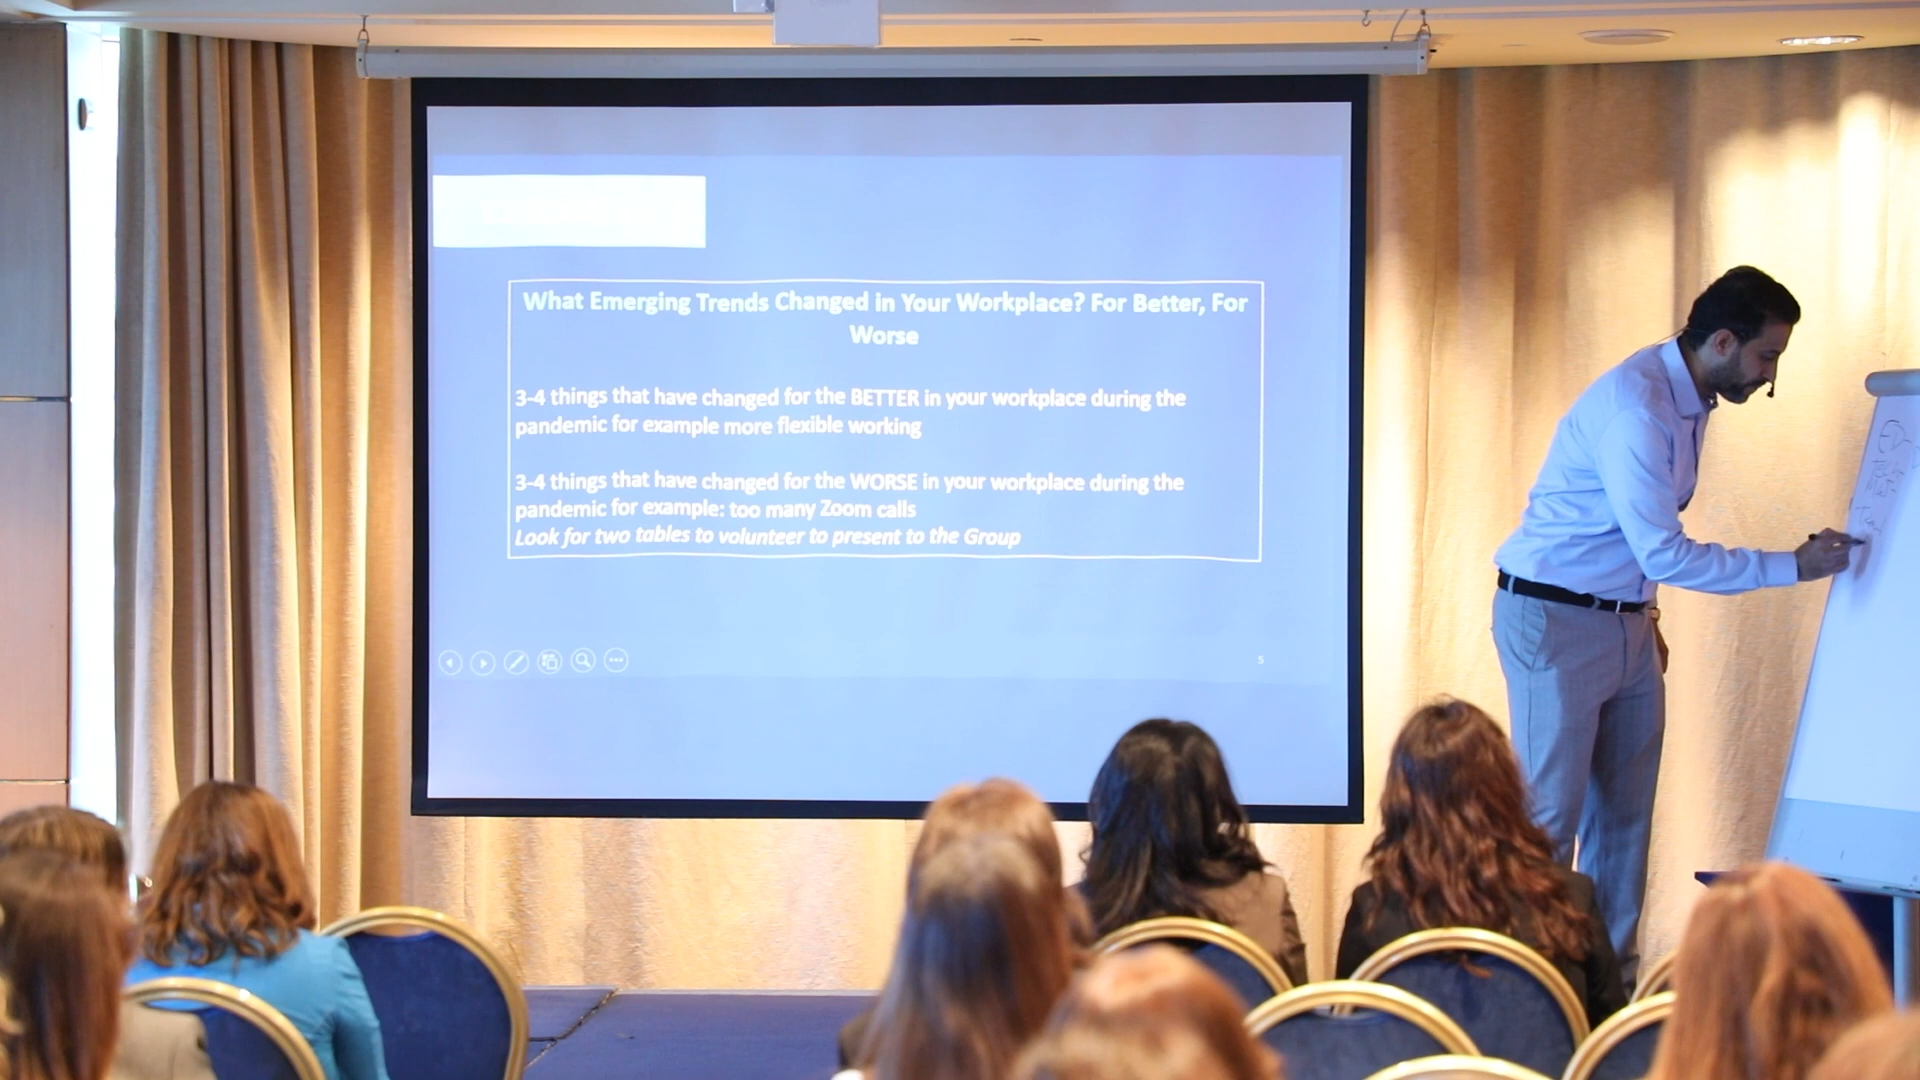 What Emerging Trends Changed in Your Workplace? For Better, For
Worse
3-4 things that have changed for the BETTER in your workplace during the
pandemic for example more flexible working
3-4 things that have changed for the WORSE in your workplace during the
pandemic for example: too many Zoom calls
Look for two tables to volunteer to present to the Group
5